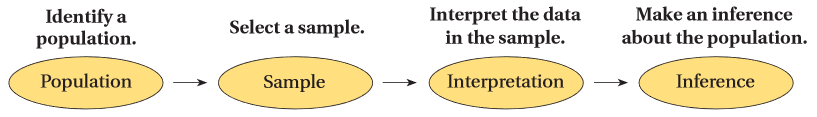 Identify a
population.
Select a sample.
Interpret the data
in the sample.
Make an inference
about the population.
Population
Sample
Interpretation
Inference